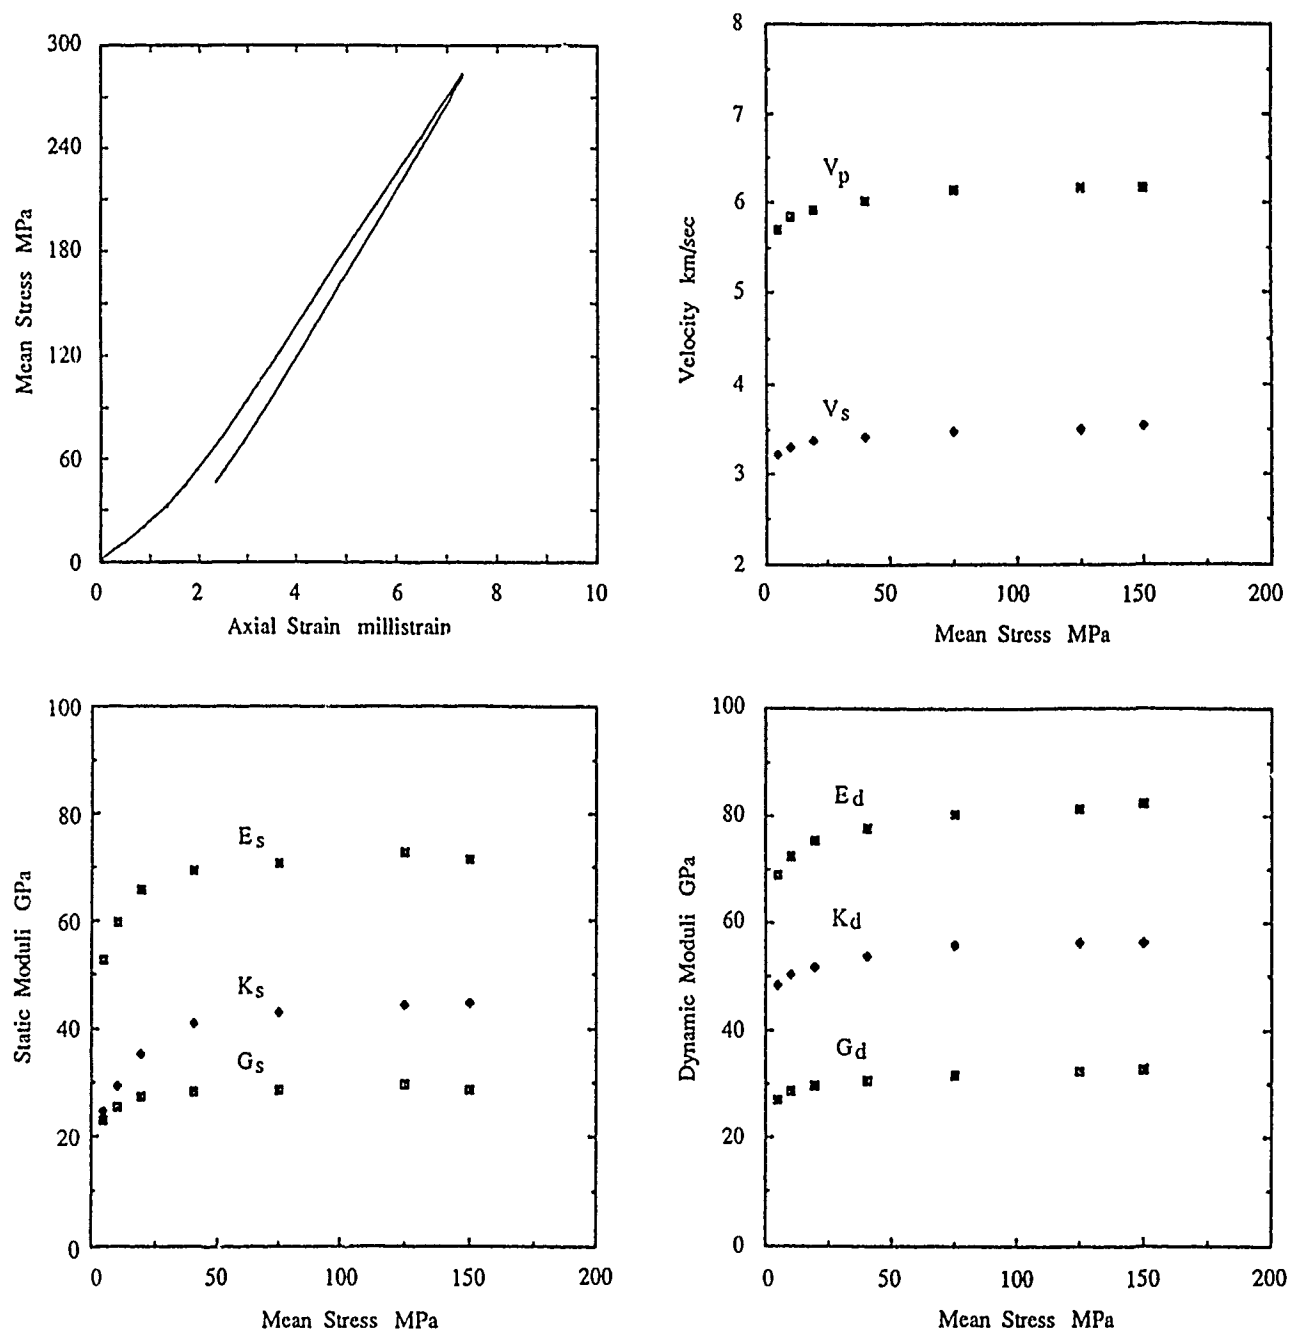 300
240
180
120
60
0
Mean Stress MPa
0 2 4 6 8 10
Axial Strain millistrain
8
7
6
5
4
3
2
Velocity km/sec
Vp
Vs
0 50 100 150 200
Mean Stress MPa
100
80
60
40
20
0
Static Moduli GPa
Es
Ks
Gs
0 50 100 150 200
Mean Stress MPa
100
80
60
40
20
0
Dynamic Moduli GPa
Ed
Kd
Gd
0 50 100 150 200
Mean Stress MPa